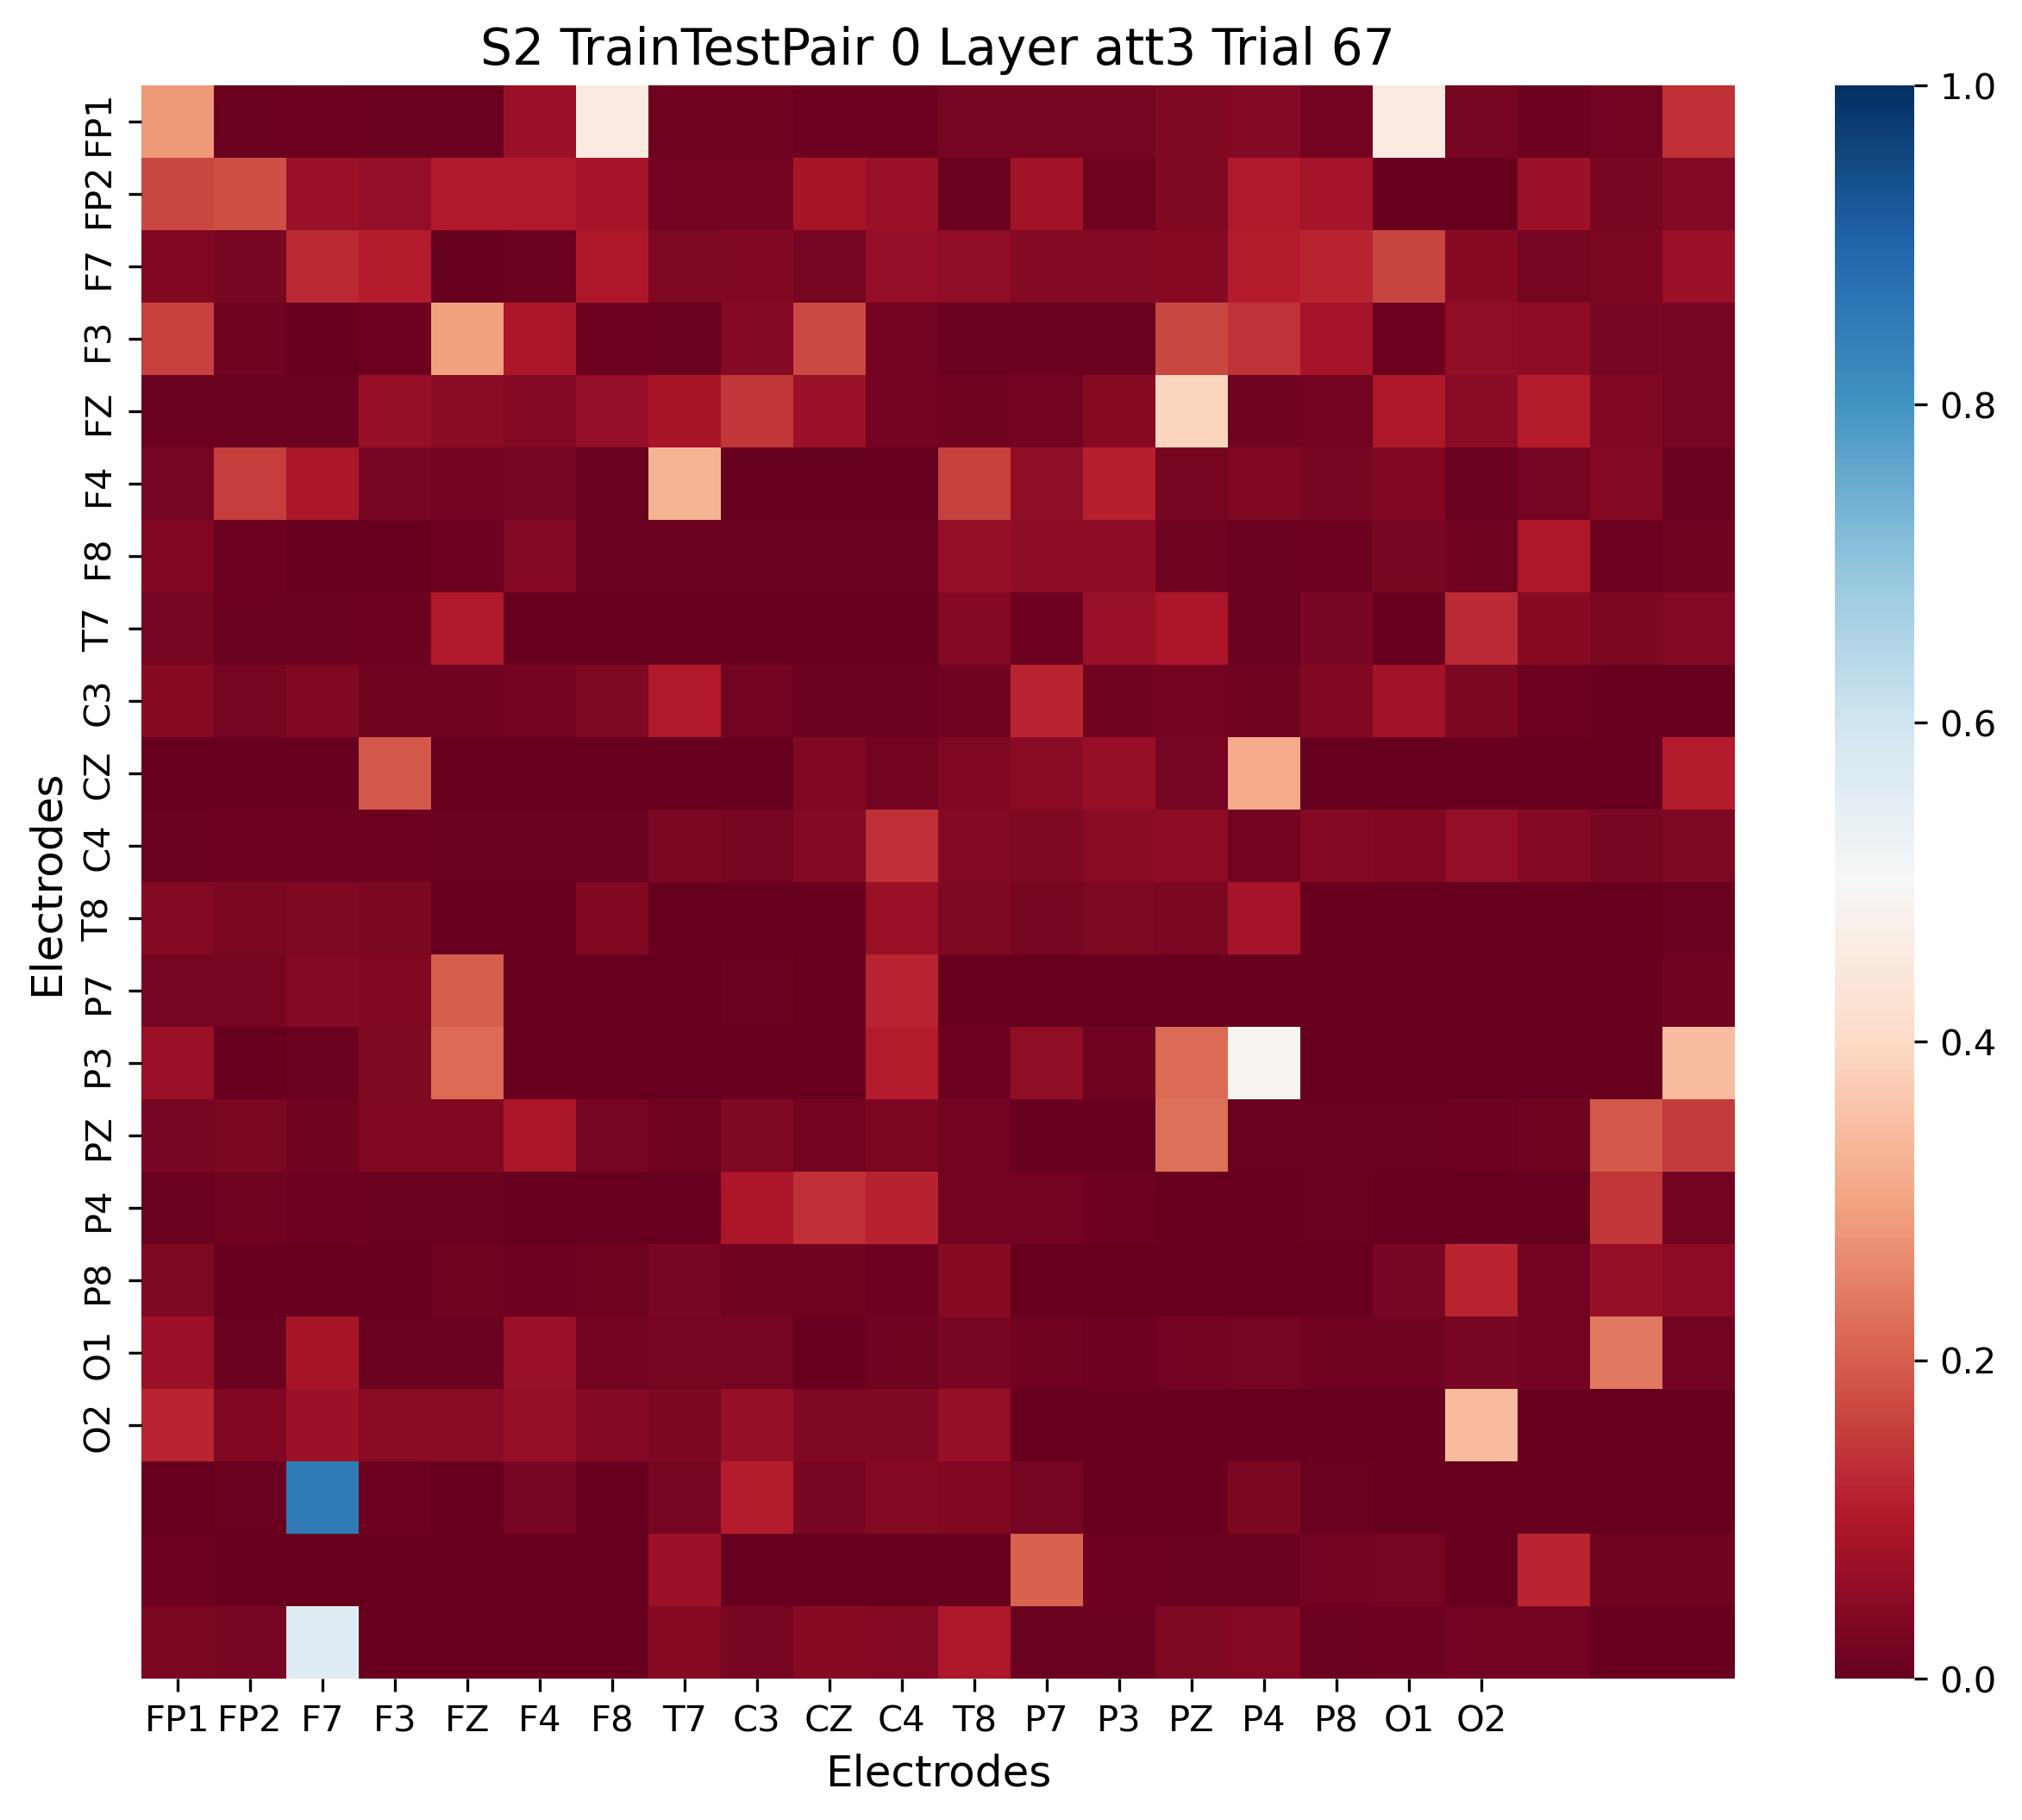 S2 TrainTestPair 0 Layer att3 Trial 67
Electrodes
FP1
FP2
F7
F3
FZ
F4
F8
T7
C3
CZ
C4
T8
P7
P3
PZ
P4
P8
O1
O2
FP1 FP2 F7 F3 FZ F4 F8 T7 C3 CZ C4 T8 P7 P3 PZ P4 P8 O1 O2
Electrodes
1.0
0.8
0.6
0.4
0.2
0.0